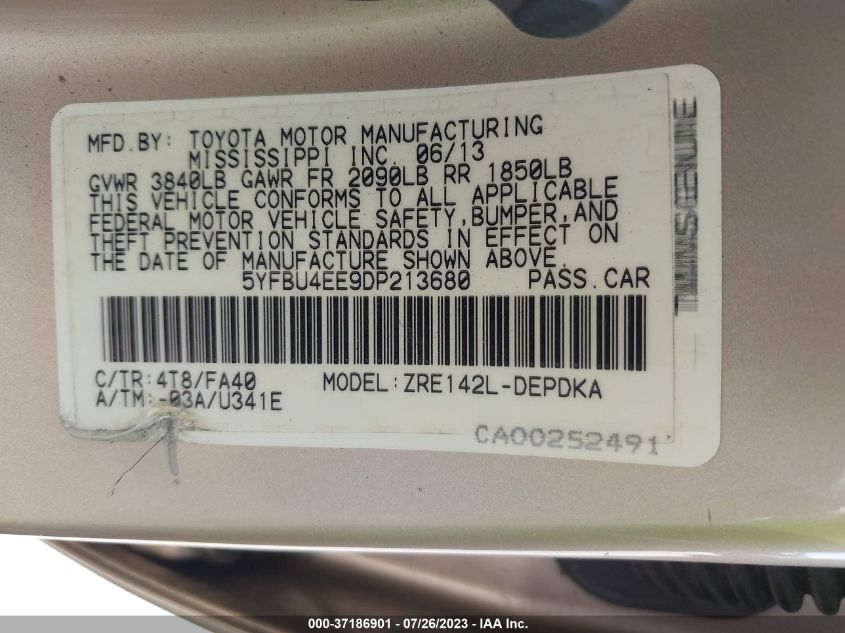 MFD.BY: TOYOTA MOTOR MANUFACTURING
MISSISSIPPI INC. 06/13
GVWR 3840LB GAWR FR 2090LB RR 1850LB
THIS VEHICLE CONFORMS TO ALL APPLICABLE
FEDERAL MOTOR VEHICLE SAFETY,BUMPER,AND
THEFT PREVENTION STANDARDS IN EFFECT ON
THE DATE OF MANUFACTURE SHOWN ABOVE.
5YFBU4EE9DP213680 PASS.CAR
C/TR:4T8/FA40 MODEL:ZRE142L-DEPDKA
A/TM:-03A/U341E
CA00252491
000-37186901 / 07/26/2023 - IAA Inc.